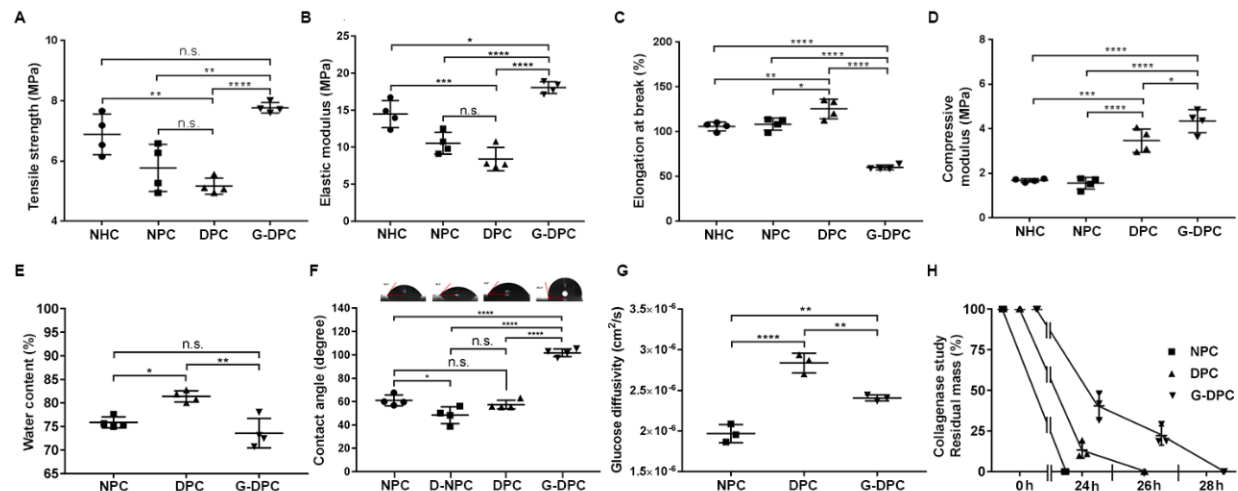 A
Tensile strength (MPa)
10
8
6
4
n.s.
**
**
****
n.s.
NHC NPC DPC G-DPC
B
Elastic modulus (MPa)
25
20
15
10
5
0
*
****
****
***
n.s.
NHC NPC DPC G-DPC
C
Elongation at break (%)
200
150
100
50
0
****
****
****
**
*
NHC NPC DPC G-DPC
D
Compressive
modulus (MPa)
8
6
4
2
0
****
****
*
***
****
NHC NPC DPC G-DPC
E
Water content (%)
95
90
85
80
75
70
65
n.s.
*
**
NPC DPC G-DPC
F
Contact angle (degree)
140
120
100
80
60
40
20
0
****
****
****
n.s.
n.s.
*
NPC D-NPC DPC G-DPC
G
Glucose diffusivity (cm²/s)
3.5×10⁻⁶
3×10⁻⁶
2.5×10⁻⁶
2×10⁻⁶
1.5×10⁻⁶
**
****
**
NPC DPC G-DPC
H
Collagenase study
Residual mass (%)
100
75
50
25
0
NPC
DPC
G-DPC
0h 24h 26h 28h